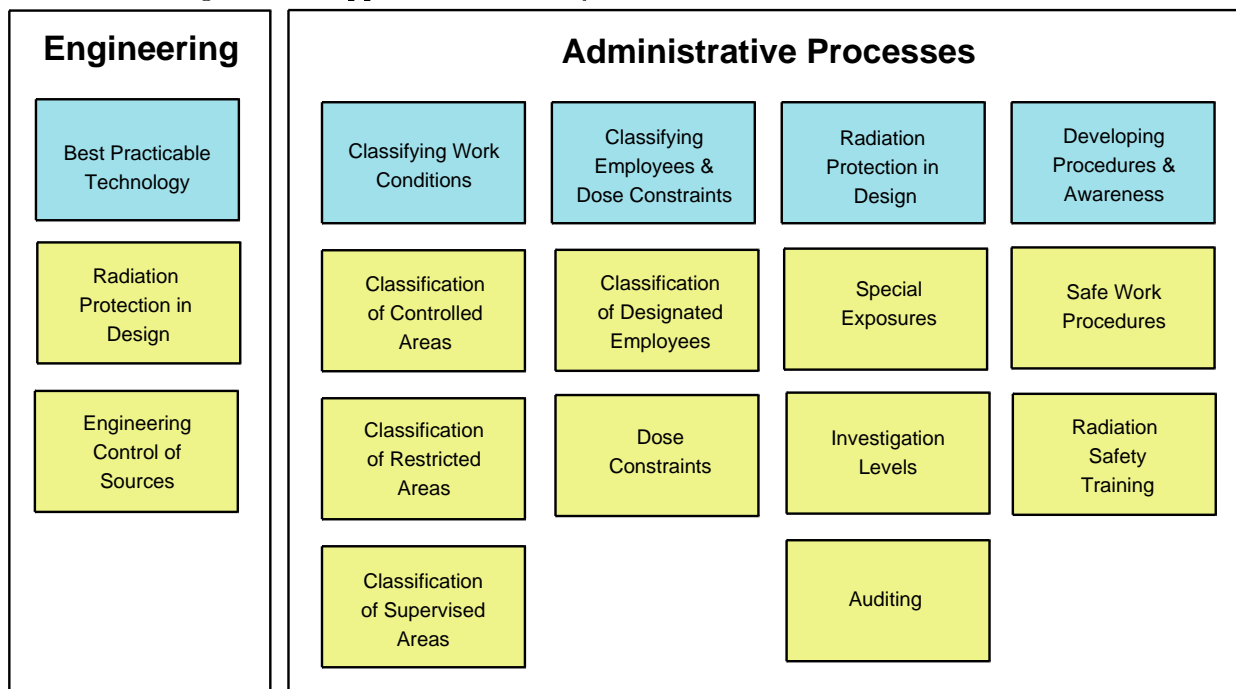 Engineering
Best Practicable
Technology
Radiation
Protection in
Design
Engineering
Control of
Sources
Administrative Processes
Classifying Work
Conditions
Classification
of Controlled
Areas
Classification
of Restricted
Areas
Classification
of Supervised
Areas
Classifying
Employees &
Dose Constraints
Classification
of Designated
Employees
Dose
Constraints
Radiation
Protection in
Design
Special
Exposures
Investigation
Levels
Auditing
Developing
Procedures &
Awareness
Safe Work
Procedures
Radiation
Safety
Training